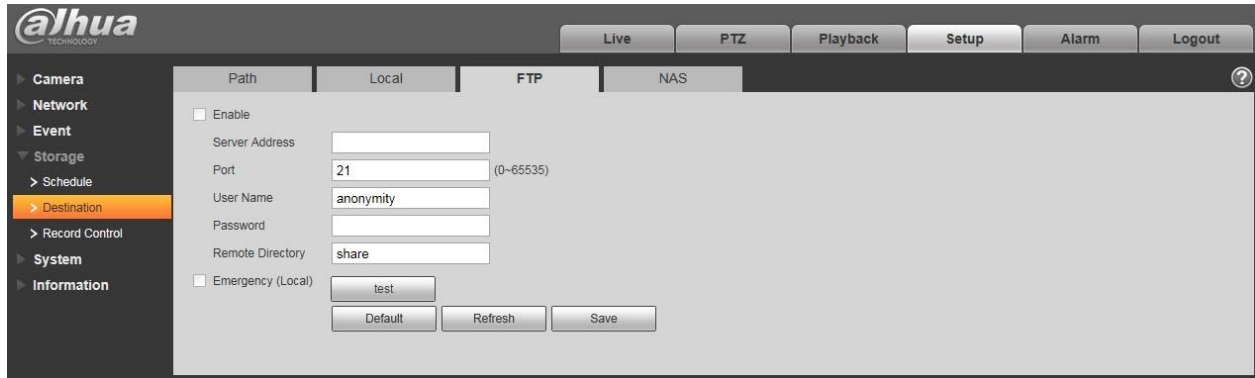 alhua
TECHNOLOGY
Live PTZ Playback Setup Alarm Logout
Camera
Network
Event
Storage
> Schedule
> Destination
> Record Control
System
Information
Path Local FTP NAS ?
Enable
Server Address
Port 21 (0~65535)
User Name anonymity
Password
Remote Directory share
Emergency (Local) test
Default Refresh Save